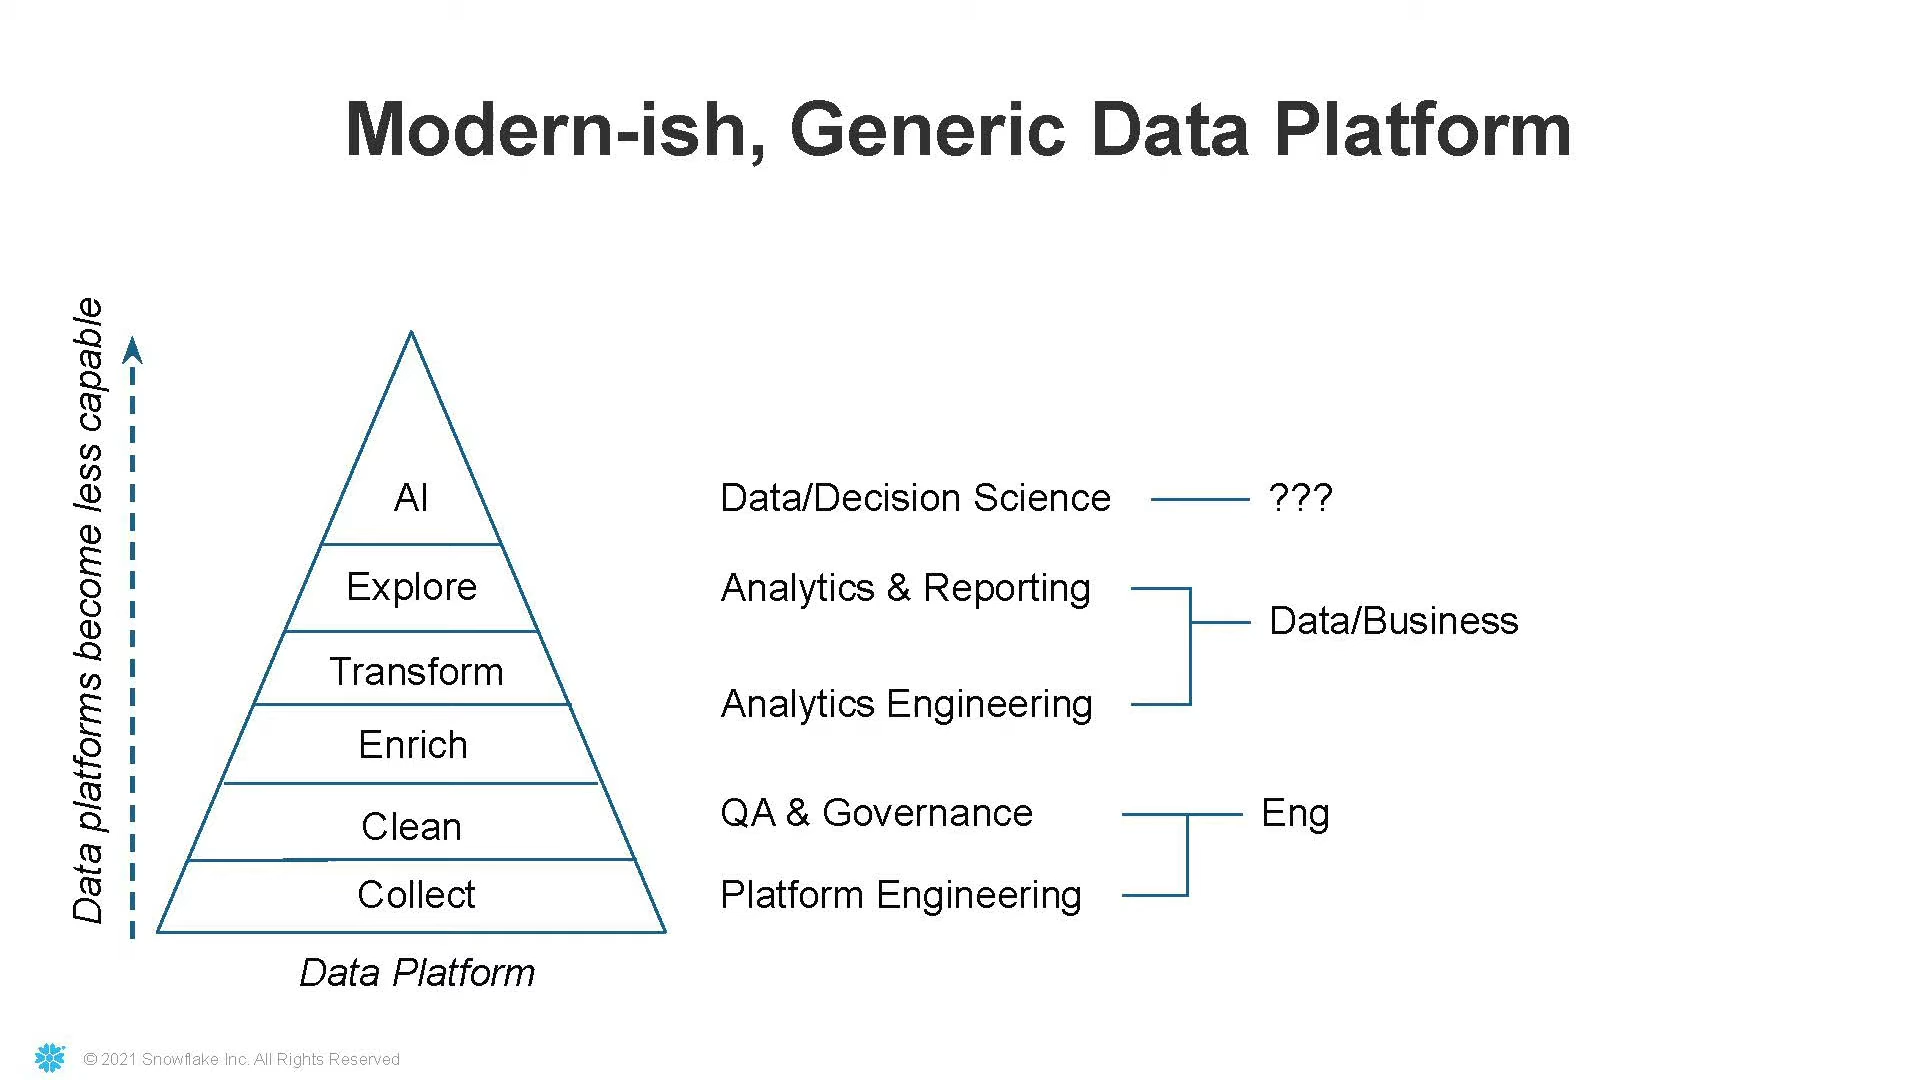 Modern-ish, Generic Data Platform
Data platforms become less capable
AI
Data/Decision Science
???
Explore
Analytics & Reporting
Data/Business
Transform
Analytics Engineering
Enrich
Clean
QA & Governance
Eng
Collect
Platform Engineering
Data Platform
© 2021 Snowflake Inc. All Rights Reserved